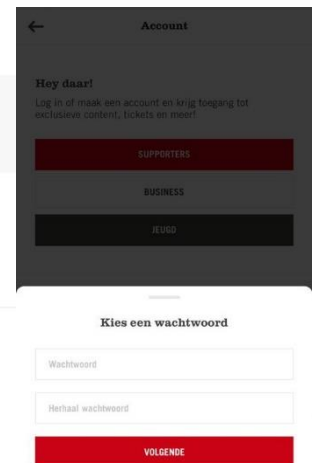 Account
Hey daar!
Log in of maak een account en krijg toegang tot
exclusieve content, tickets en meer!
SUPPORTERS
BUSINESS
JEUGD
Kies een wachtwoord
Wachtwoord
Herhaal wachtwoord
VOLGENDE